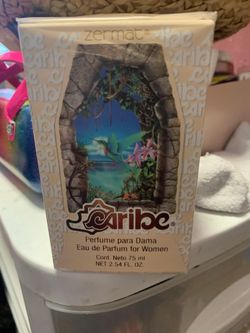 zermat
caribe
Perfume para Dama
Eau de Parfum for Women
Cont. Neto 75 ml
NET 2.54 FL. OZ.